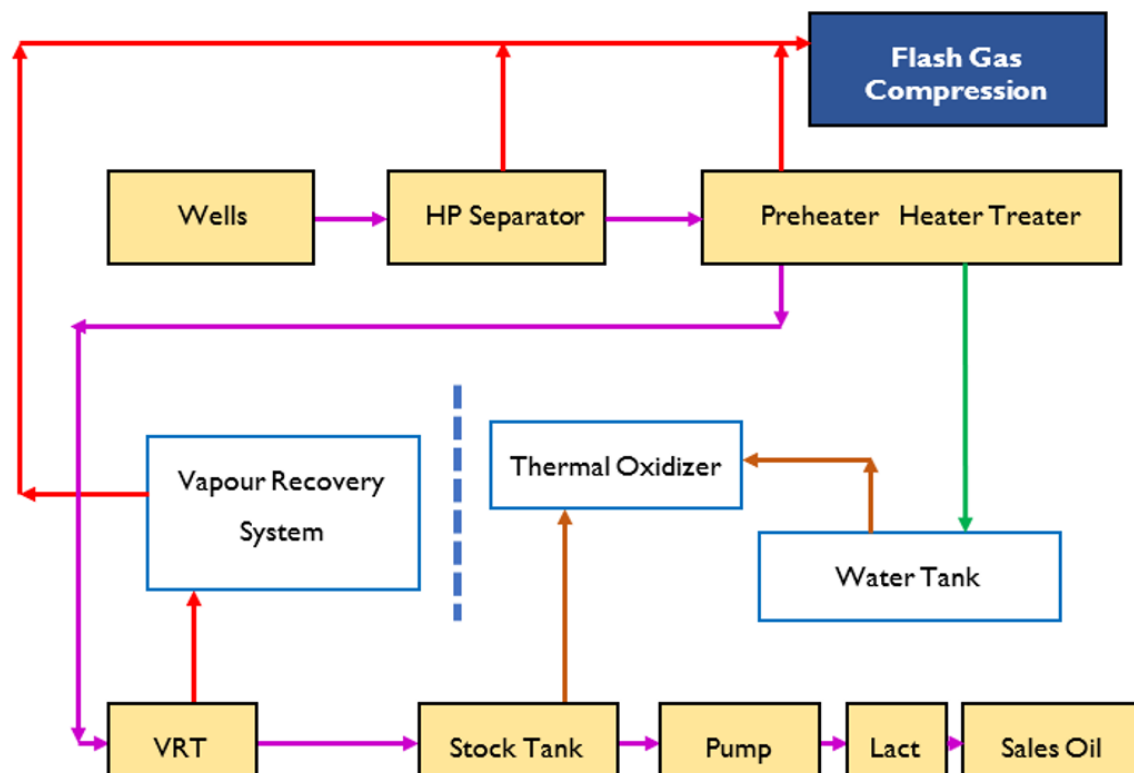 Flash Gas
Compression
Wells
HP Separator
Preheater Heater Treater
Vapour Recovery
System
Thermal Oxidizer
Water Tank
VRT
Stock Tank
Pump
Lact
Sales Oil